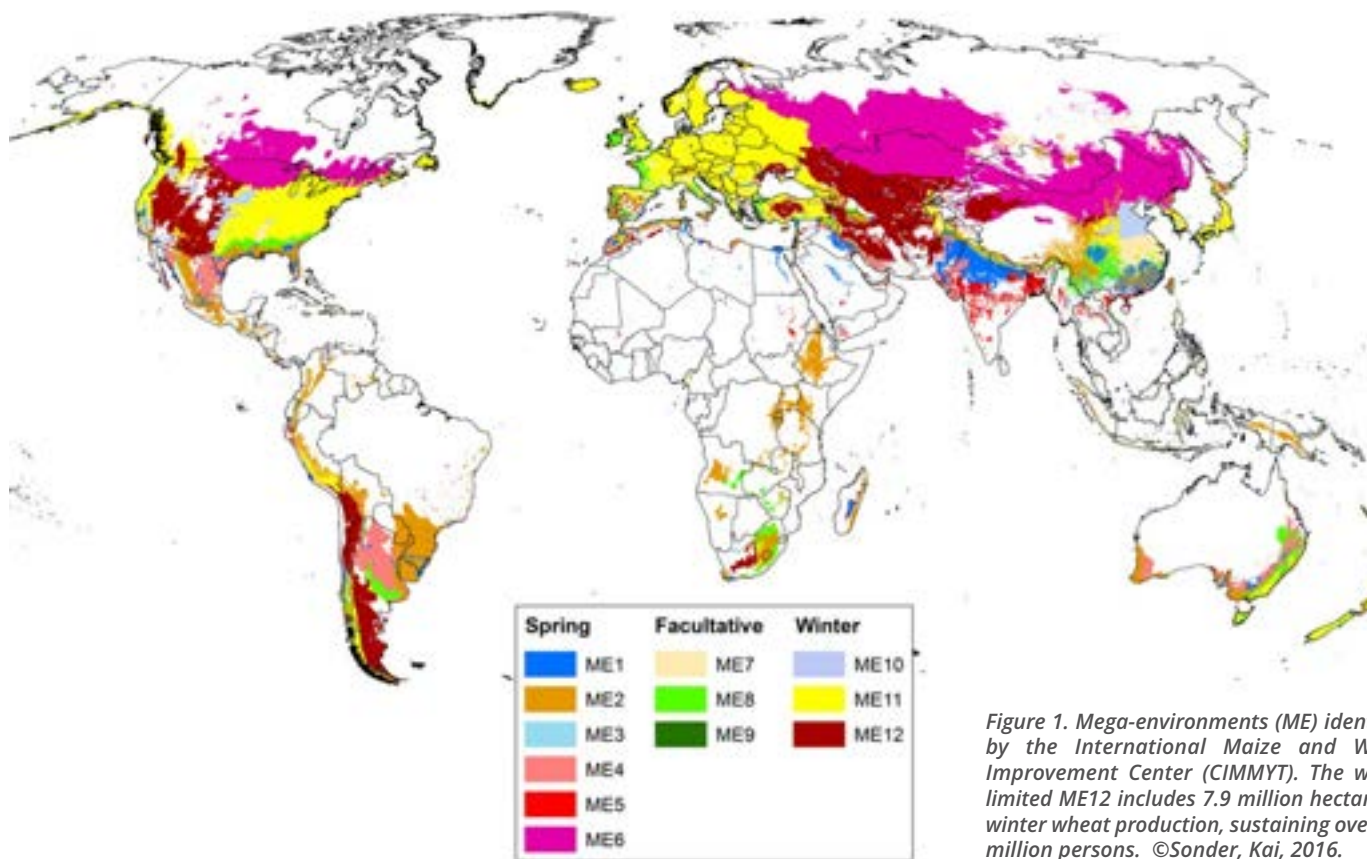 Spring Facultative Winter
ME1 ME7 ME10
ME2 ME8 ME11
ME3 ME9 ME12
ME4
ME5
ME6
Figure 1. Mega-environments (ME) iden
by the International Maize and W
Improvement Center (CIMMYT). The w
limited ME12 includes 7.9 million hectar
winter wheat production, sustaining over
million persons. ©Sonder, Kai, 2016.